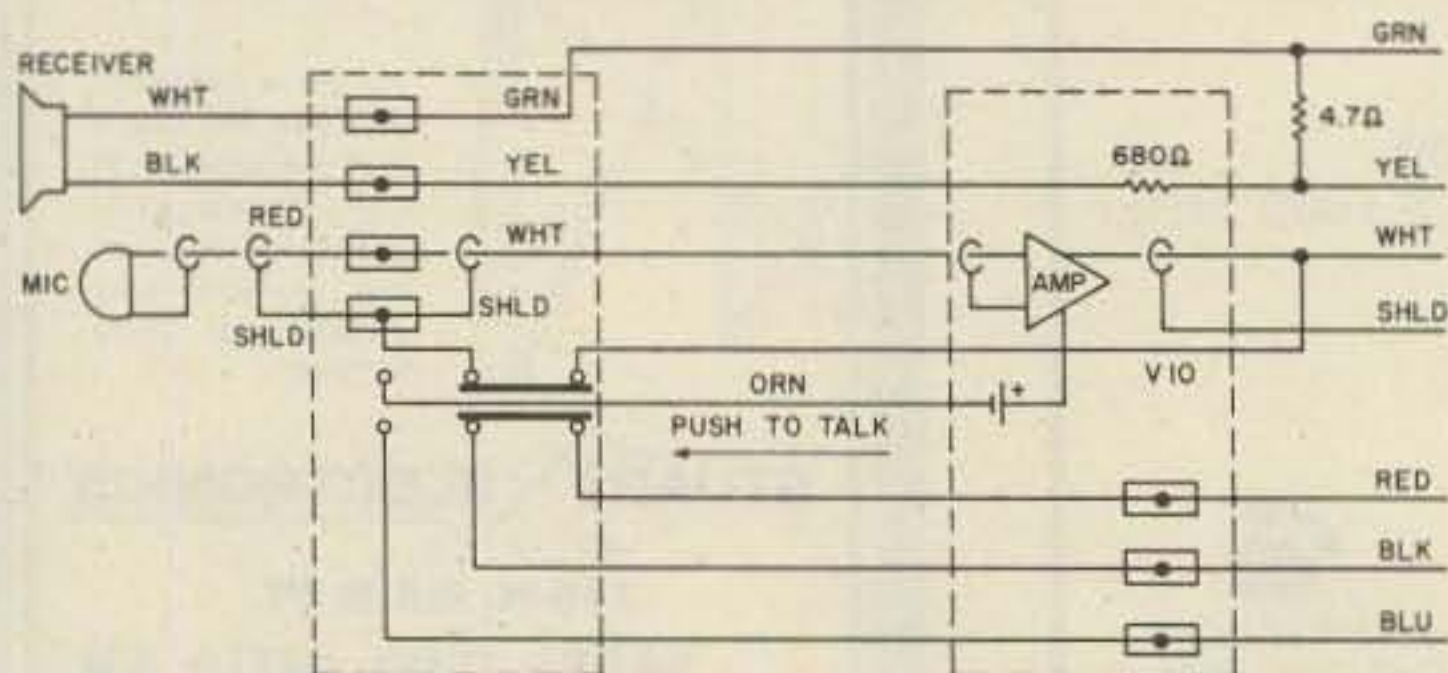 GRN
RECEIVER
WHT
GRN
4.7Ω
BLK
YEL
680Ω
YEL
RED
WHT
WHT
MIC
AMP
SHLD
SHLD
SHLD
ORN
+
V10
PUSH TO TALK
RED
BLK
BLU